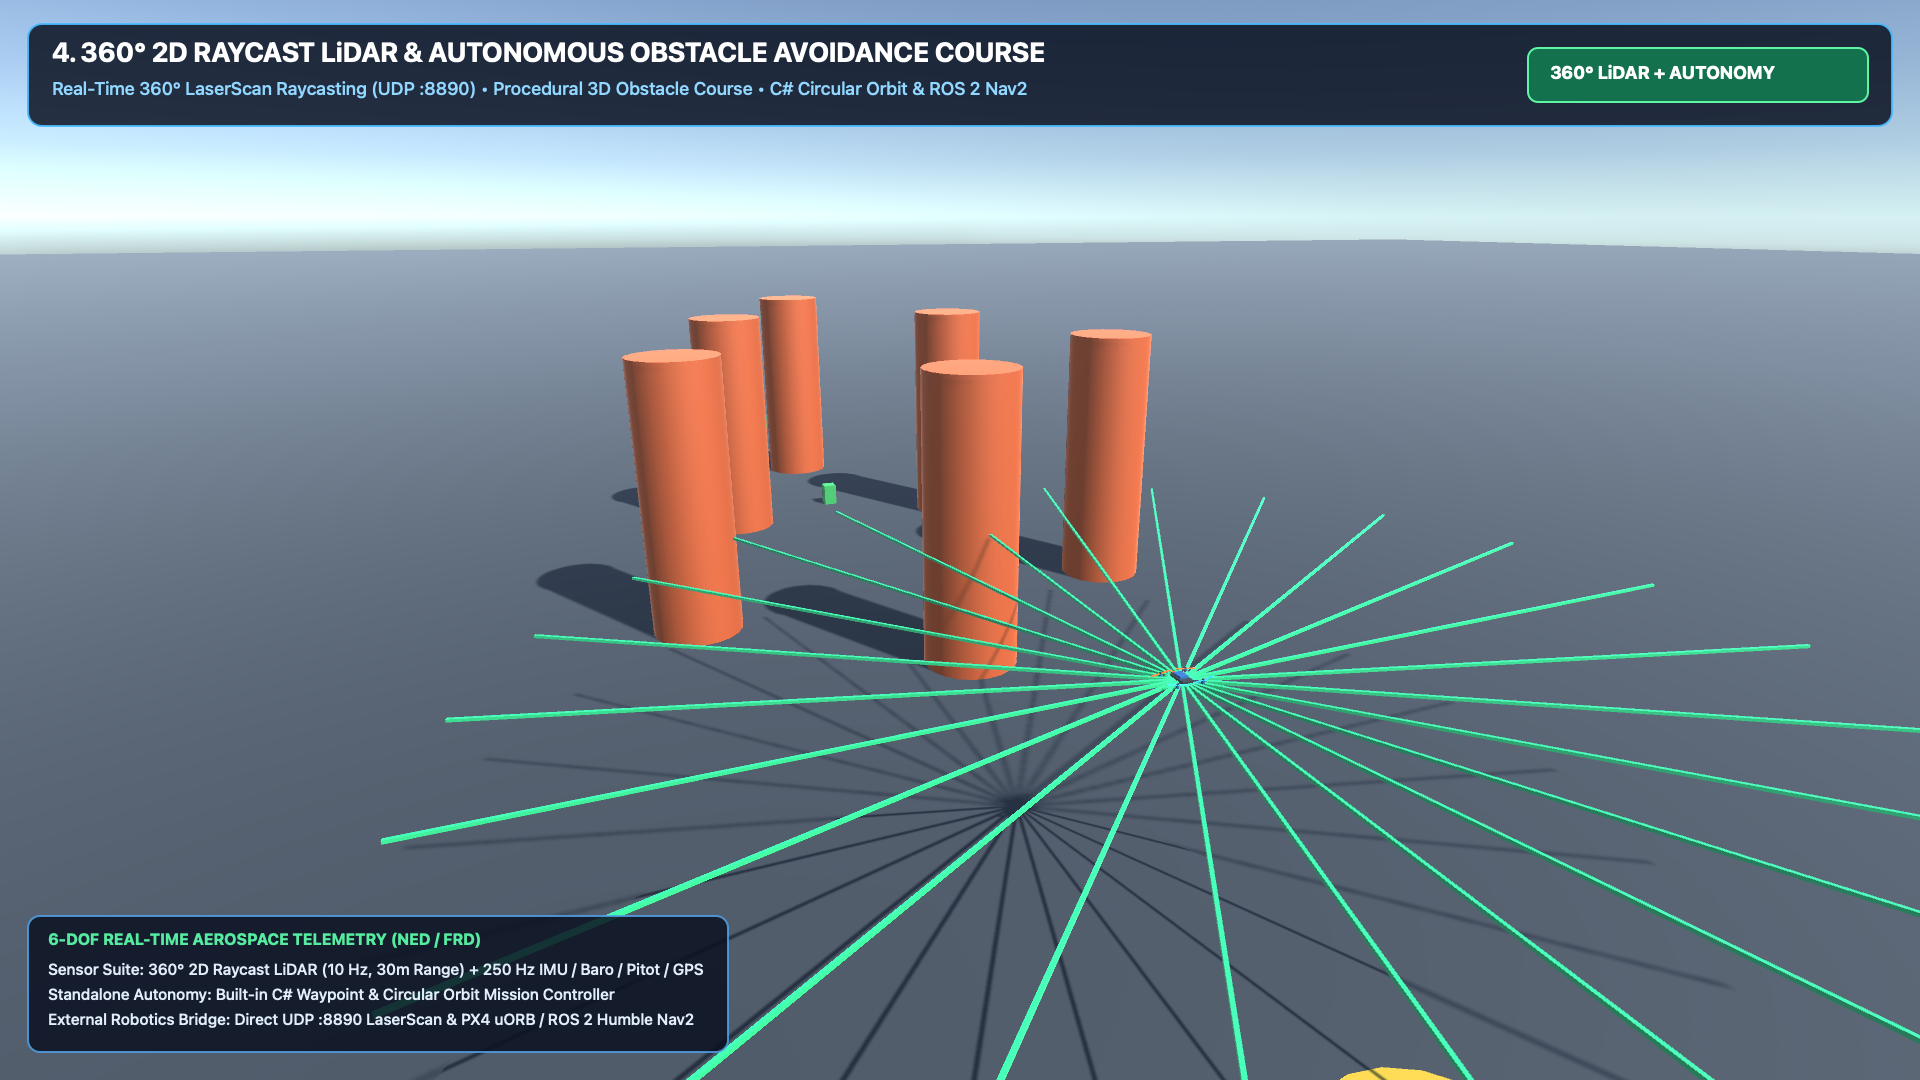 4. 360° 2D RAYCAST LiDAR & AUTONOMOUS OBSTACLE AVOIDANCE COURSE
Real-Time 360° LaserScan Raycasting (UDP :8890) • Procedural 3D Obstacle Course • C# Circular Orbit & ROS 2 Nav2
360° LiDAR + AUTONOMY
6-DOF REAL-TIME AEROSPACE TELEMETRY (NED / FRD)
Sensor Suite: 360° 2D Raycast LiDAR (10 Hz, 30m Range) + 250 Hz IMU / Baro / Pitot / GPS
Standalone Autonomy: Built-in C# Waypoint & Circular Orbit Mission Controller
External Robotics Bridge: Direct UDP :8890 LaserScan & PX4 uORB / ROS 2 Humble Nav2